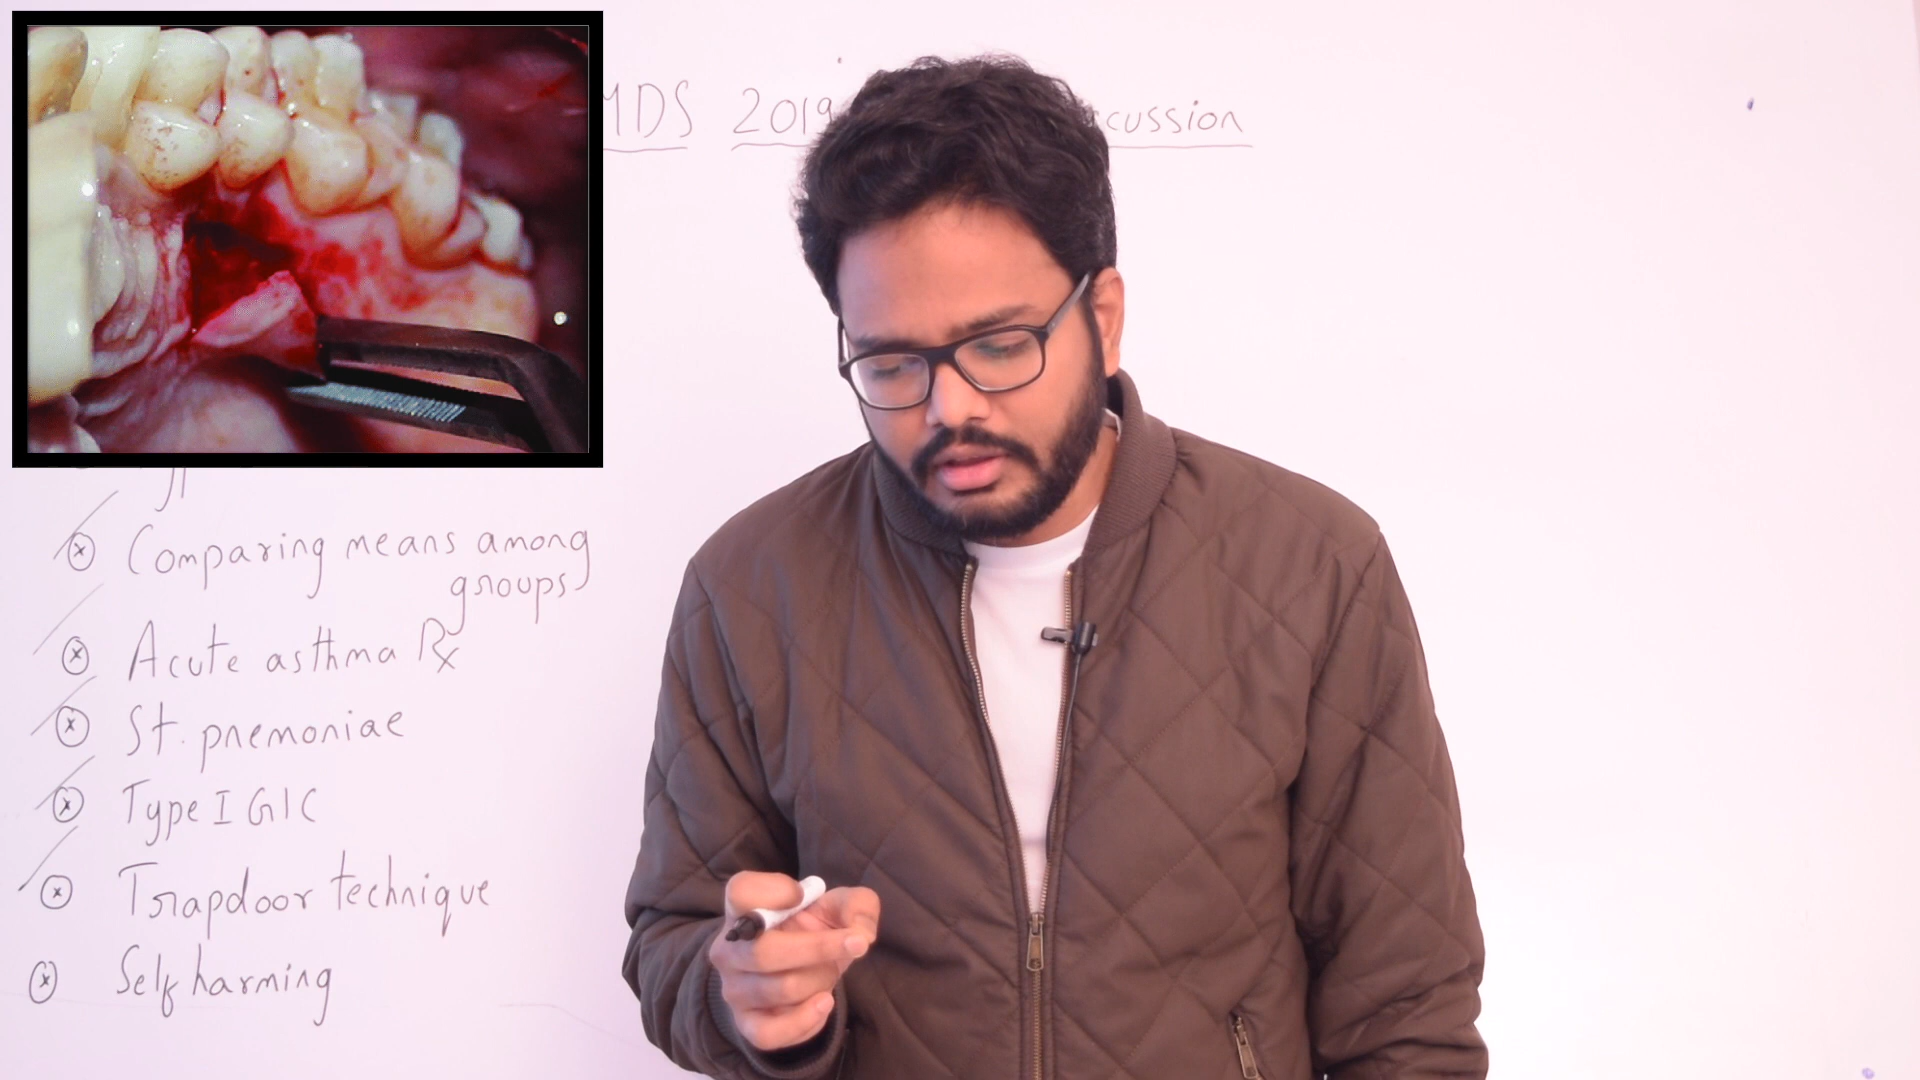 MDS 2019 cussion
Comparing means among
groups
Acute asthma Rx
St. pnemoniae
Type I GIC
Trapdoor technique
Self harming